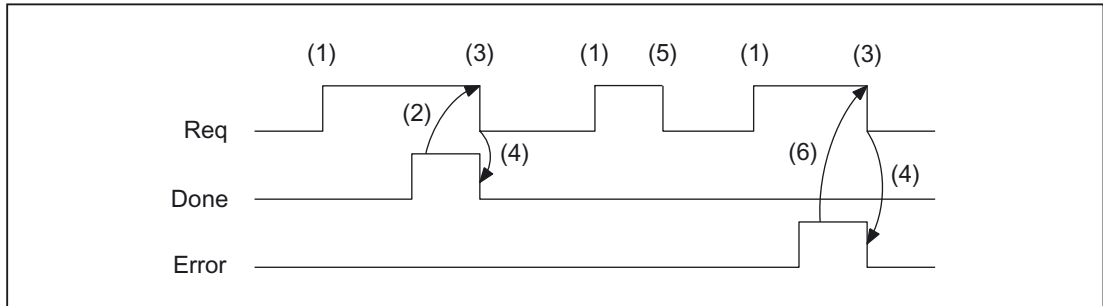 (1) (3) (1) (5) (1) (3)
Req (2) (6)
(4) (4)
Done
Error